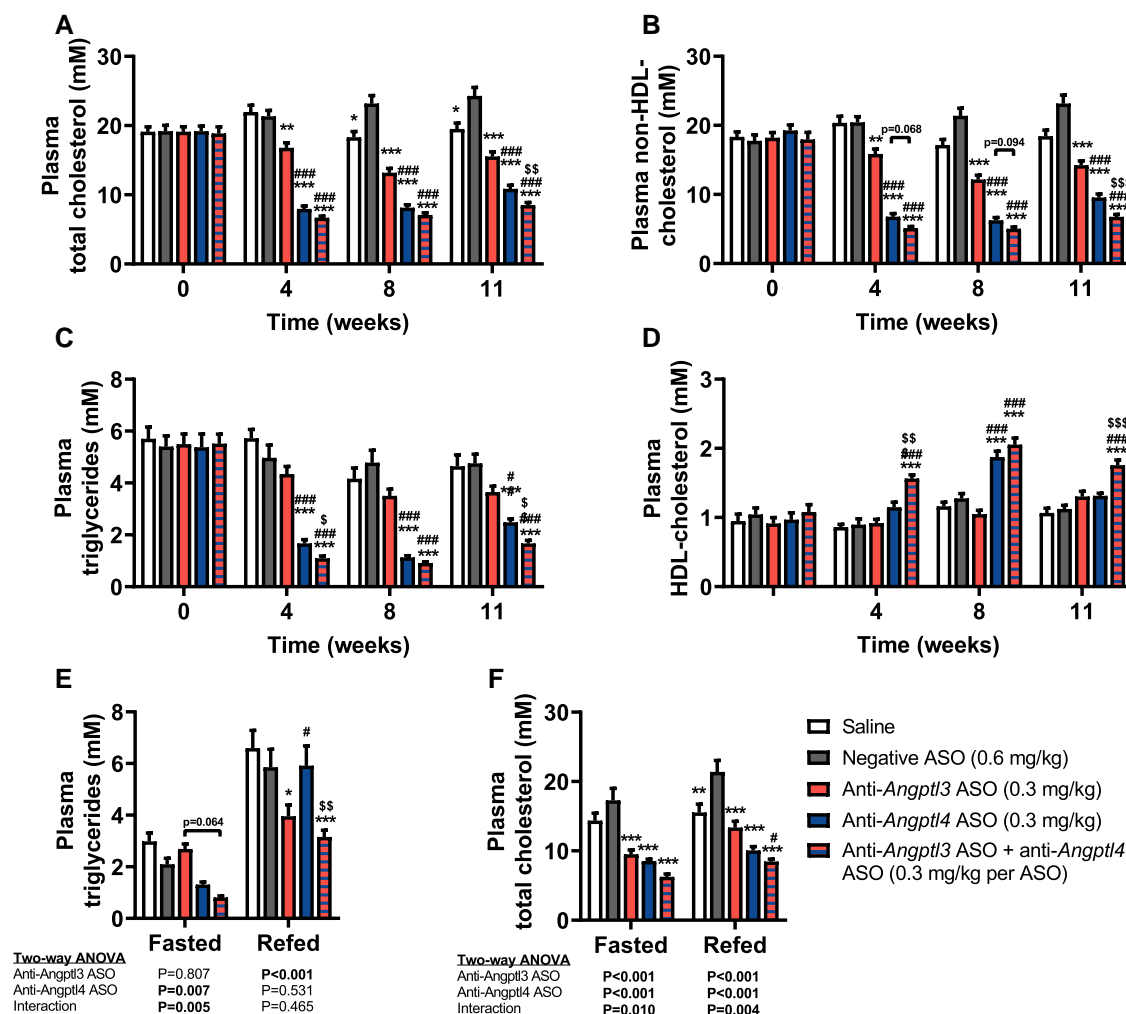 A
Plasma
total cholesterol (mM)
30
20
10
0
** * *** ### *** ### *** * *** ### *** $$ ### ***
### *** ### ***
0 4 8 11
Time (weeks)
B
Plasma non-HDL-
cholesterol (mM)
30
20
10
0
** p=0.068 *** p=0.094 *** ### ***
### *** ### *** ### *** ### *** $$$ ### ***
0 4 8 11
Time (weeks)
C
Plasma
triglycerides (mM)
8
6
4
2
0
### *** $ ### *** ### *** ### *** # # *** $ $ ### ***
0 4 8 11
Time (weeks)
D
Plasma
HDL-cholesterol (mM)
3
2
1
0
$$ $ ### *** ### *** ### *** $$$ ### ***
4 8 11
Time (weeks)
E
Plasma
triglycerides (mM)
8
6
4
2
0
p=0.064 * # $$ ***
Fasted Refed
Two-way ANOVA
Anti-Angptl3 ASO P=0.807 P<0.001
Anti-Angptl4 ASO P=0.007 P=0.531
Interaction P=0.005 P=0.465
F
Plasma
total cholesterol (mM)
30
20
10
0
*** *** *** ** *** *** # ***
Fasted Refed
Two-way ANOVA
Anti-Angptl3 ASO P<0.001 P<0.001
Anti-Angptl4 ASO P<0.001 P<0.001
Interaction P=0.010 P=0.004
Saline
Negative ASO (0.6 mg/kg)
Anti-Angptl3 ASO (0.3 mg/kg)
Anti-Angptl4 ASO (0.3 mg/kg)
Anti-Angptl3 ASO + anti-Angptl4
ASO (0.3 mg/kg per ASO)